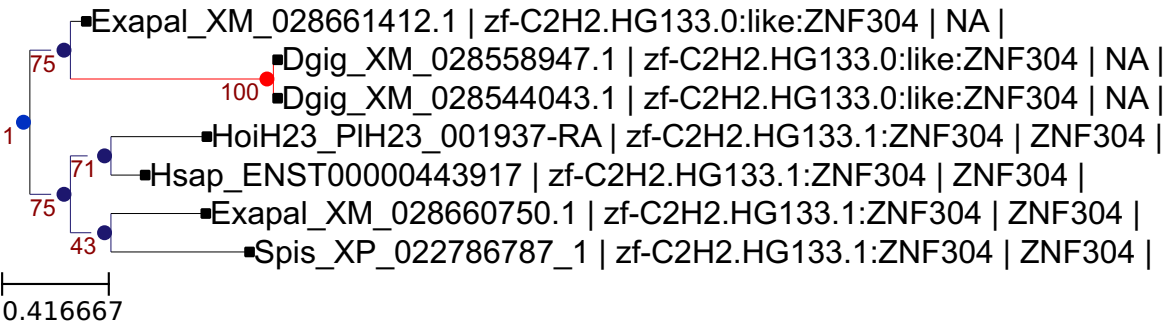 Exapal_XM_028661412.1 | zf-C2H2.HG133.0:like:ZNF304 | NA |
75
Dgig_XM_028558947.1 | zf-C2H2.HG133.0:like:ZNF304 | NA |
100
Dgig_XM_028544043.1 | zf-C2H2.HG133.0:like:ZNF304 | NA |
1
HoiH23_PlH23_001937-RA | zf-C2H2.HG133.1:ZNF304 | ZNF304 |
71
Hsap_ENST00000443917 | zf-C2H2.HG133.1:ZNF304 | ZNF304 |
75
Exapal_XM_028660750.1 | zf-C2H2.HG133.1:ZNF304 | ZNF304 |
43
Spis_XP_022786787_1 | zf-C2H2.HG133.1:ZNF304 | ZNF304 |
0.416667